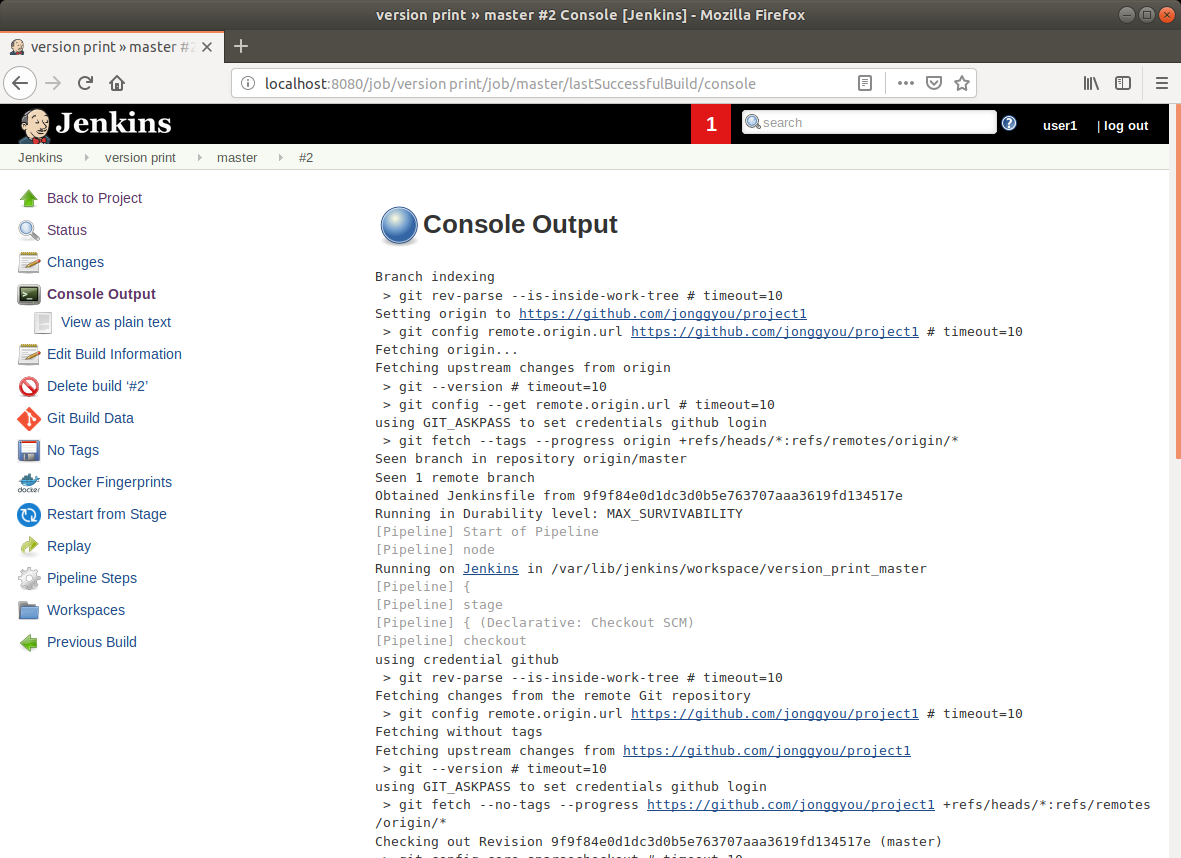 version print » master #2 Console [Jenkins] - Mozilla Firefox
version print » master #2
localhost:8080/job/version print/job/master/lastSuccessfulBuild/console
Jenkins
1
search
user1
| log out
Jenkins
version print
master
#2
Back to Project
Status
Changes
Console Output
View as plain text
Edit Build Information
Delete build ‘#2’
Git Build Data
No Tags
docker
Docker Fingerprints
Restart from Stage
Replay
Pipeline Steps
Workspaces
Previous Build
Console Output
Branch indexing
 > git rev-parse --is-inside-work-tree # timeout=10
Setting origin to https://github.com/jonggyou/project1
 > git config remote.origin.url https://github.com/jonggyou/project1 # timeout=10
Fetching origin...
Fetching upstream changes from origin
 > git --version # timeout=10
 > git config --get remote.origin.url # timeout=10
using GIT_ASKPASS to set credentials github login
 > git fetch --tags --progress origin +refs/heads/*:refs/remotes/origin/*
Seen branch in repository origin/master
Seen 1 remote branch
Obtained Jenkinsfile from 9f9f84e0d1dc3d0b5e763707aaa3619fd134517e
Running in Durability level: MAX_SURVIVABILITY
[Pipeline] Start of Pipeline
[Pipeline] node
Running on Jenkins in /var/lib/jenkins/workspace/version_print_master
[Pipeline] {
[Pipeline] stage
[Pipeline] { (Declarative: Checkout SCM)
[Pipeline] checkout
using credential github
 > git rev-parse --is-inside-work-tree # timeout=10
Fetching changes from the remote Git repository
 > git config remote.origin.url https://github.com/jonggyou/project1 # timeout=10
Fetching without tags
Fetching upstream changes from https://github.com/jonggyou/project1
 > git --version # timeout=10
using GIT_ASKPASS to set credentials github login
 > git fetch --no-tags --progress https://github.com/jonggyou/project1 +refs/heads/*:refs/remotes
/origin/*
Checking out Revision 9f9f84e0d1dc3d0b5e763707aaa3619fd134517e (master)
 > git config core.sparsecheckout # timeout=10